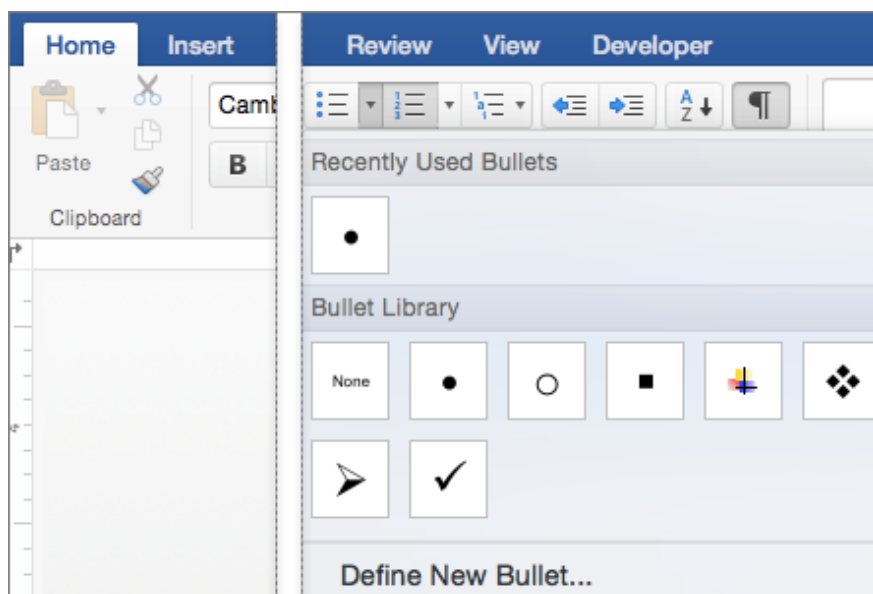 Home Insert Review View Developer
Camb
Paste B
Clipboard
Recently Used Bullets
Bullet Library
None
Define New Bullet...